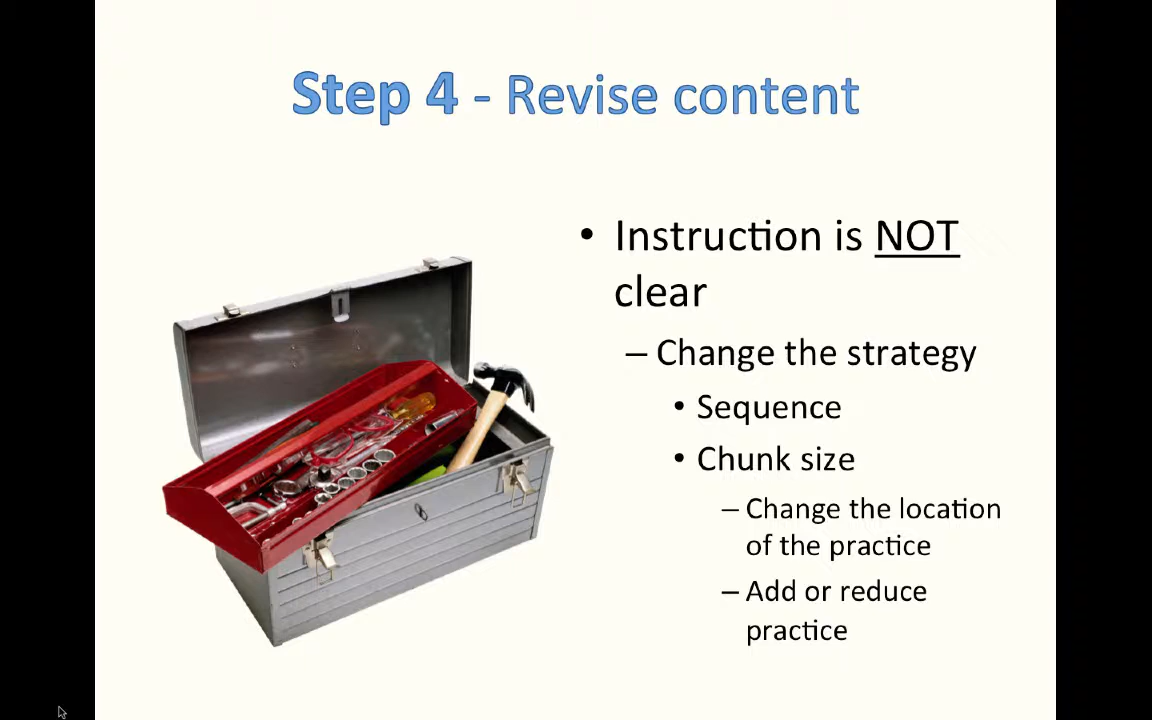 Step 4 - Revise content
• Instruction is NOT
clear
– Change the strategy
• Sequence
• Chunk size
– Change the location
of the practice
– Add or reduce
practice